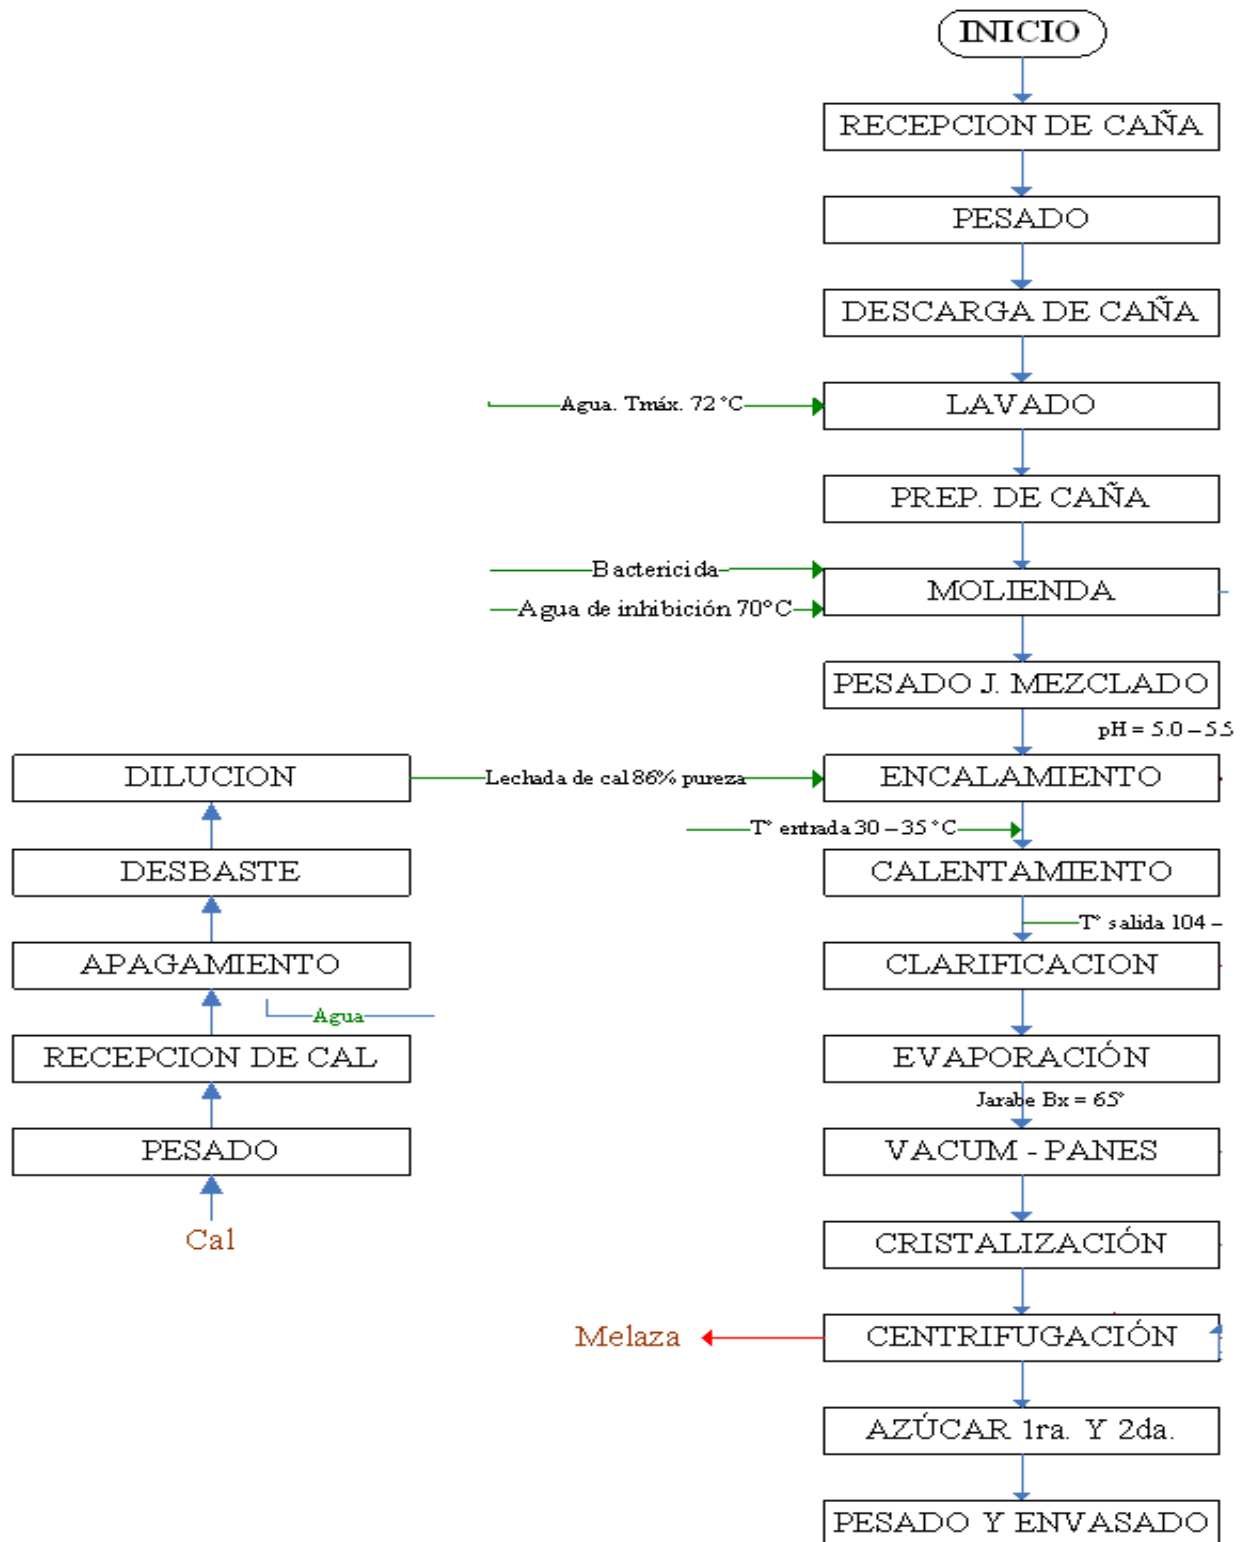 INICIO
RECEPCION DE CAÑA
PESADO
DESCARGA DE CAÑA
Agua. Tmáx. 72 °C
LAVADO
PREP. DE CAÑA
Bactericida
Agua de inhibición 70°C
MOLIENDA
PESADO J. MEZCLADO
pH = 5.0 – 5.5
DILUCION
Lechada de cal 86% pureza
ENCALAMIENTO
T° entrada 30 – 35 °C
DESBASTE
CALENTAMIENTO
T° salida 104 –
APAGAMIENTO
CLARIFICACION
Agua
RECEPCION DE CAL
EVAPORACIÓN
Jarabe Bx = 65°
PESADO
VACUM - PANES
Cal
CRISTALIZACIÓN
Melaza
CENTRIFUGACIÓN
AZÚCAR 1ra. Y 2da.
PESADO Y ENVASADO